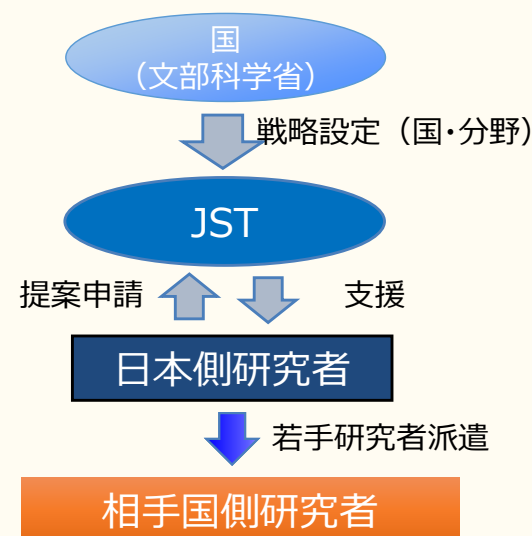 国
（文部科学省）
戦略設定（国･分野）
JST
提案申請
支援
日本側研究者
若手研究者派遣
相手国側研究者